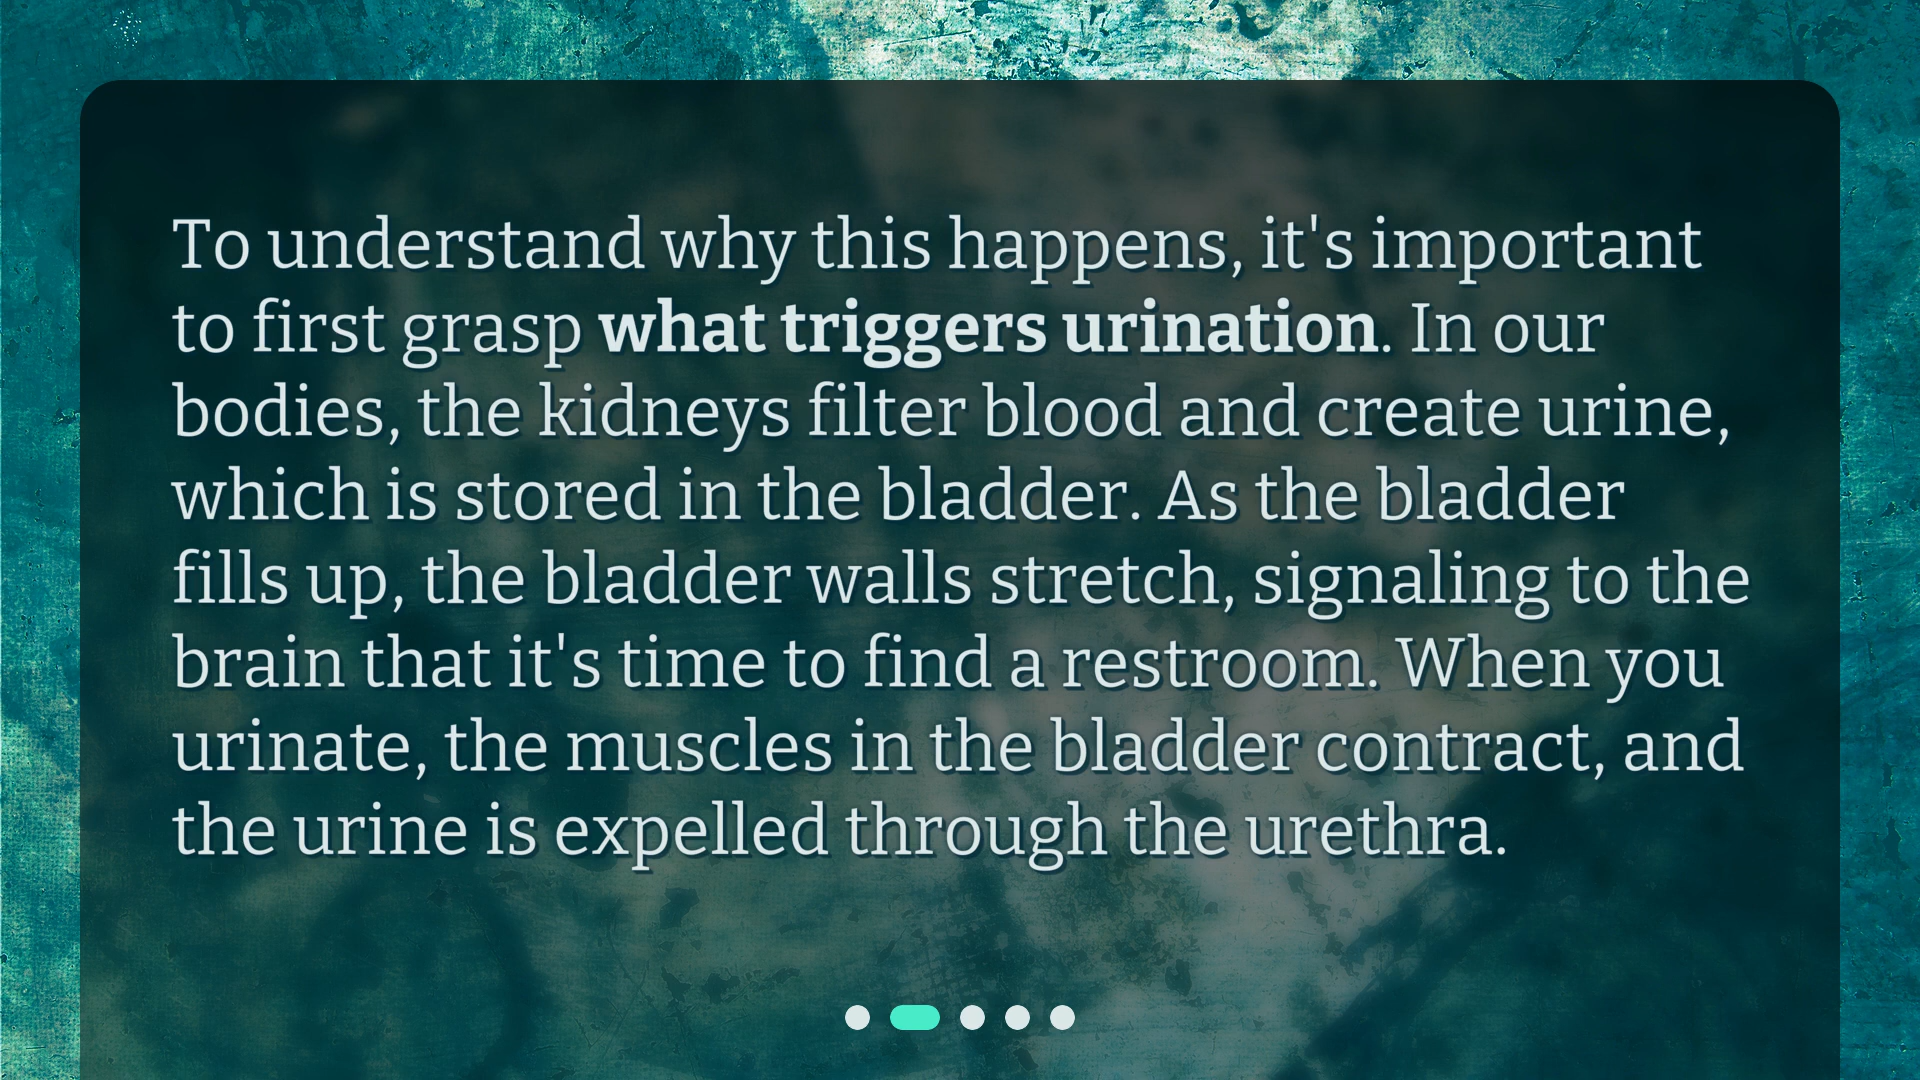 To understand why this happens, it's important
to first grasp what triggers urination. In our
bodies, the kidneys filter blood and create urine,
which is stored in the bladder. As the bladder
fills up, the bladder walls stretch, signaling to the
brain that it's time to find a restroom. When you
urinate, the muscles in the bladder contract, and
the urine is expelled through the urethra.